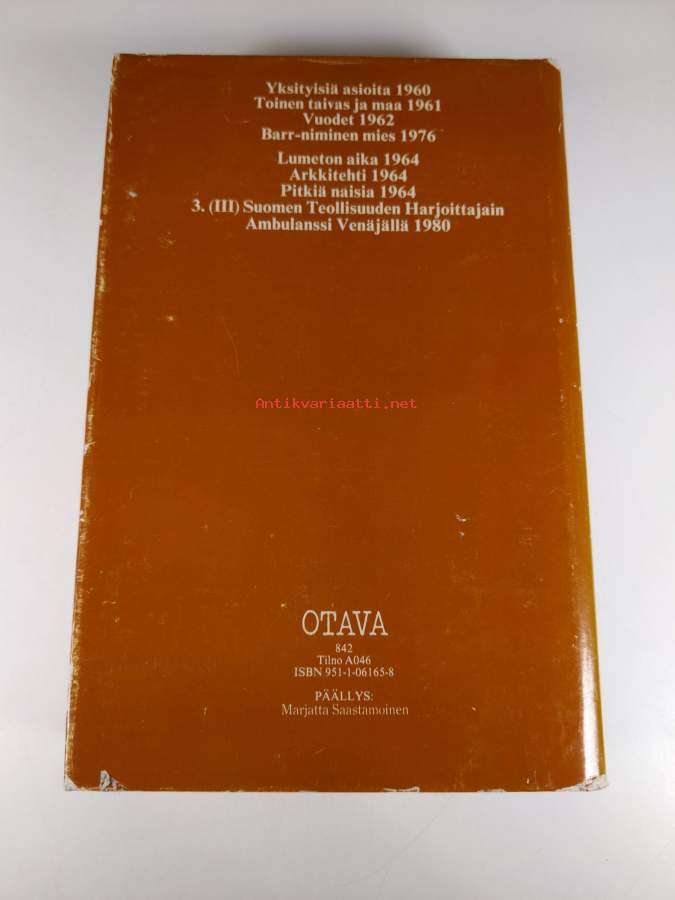 Yksityisiä asioita 1960
Toinen taivas ja maa 1961
Vuodet 1962
Barr-niminen mies 1976
Lumeton aika 1964
Arkkitehti 1964
Pitkiä naisia 1964
3. (III) Suomen Teollisuuden Harjoittajain
Ambulanssi Venäjällä 1980
Antikvariaatti.net
OTAVA
842
Tilno A046
ISBN 951-1-06165-8
PÄÄLLYS:
Marjatta Saastamoinen